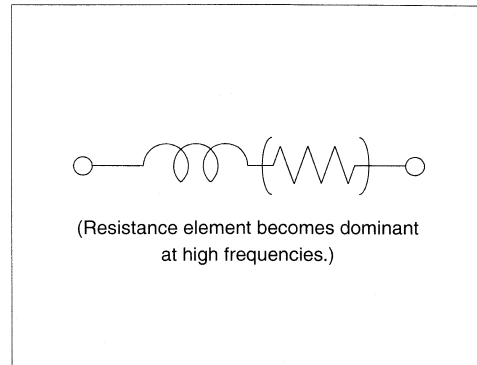 (Resistance element becomes dominant
at high frequencies.)